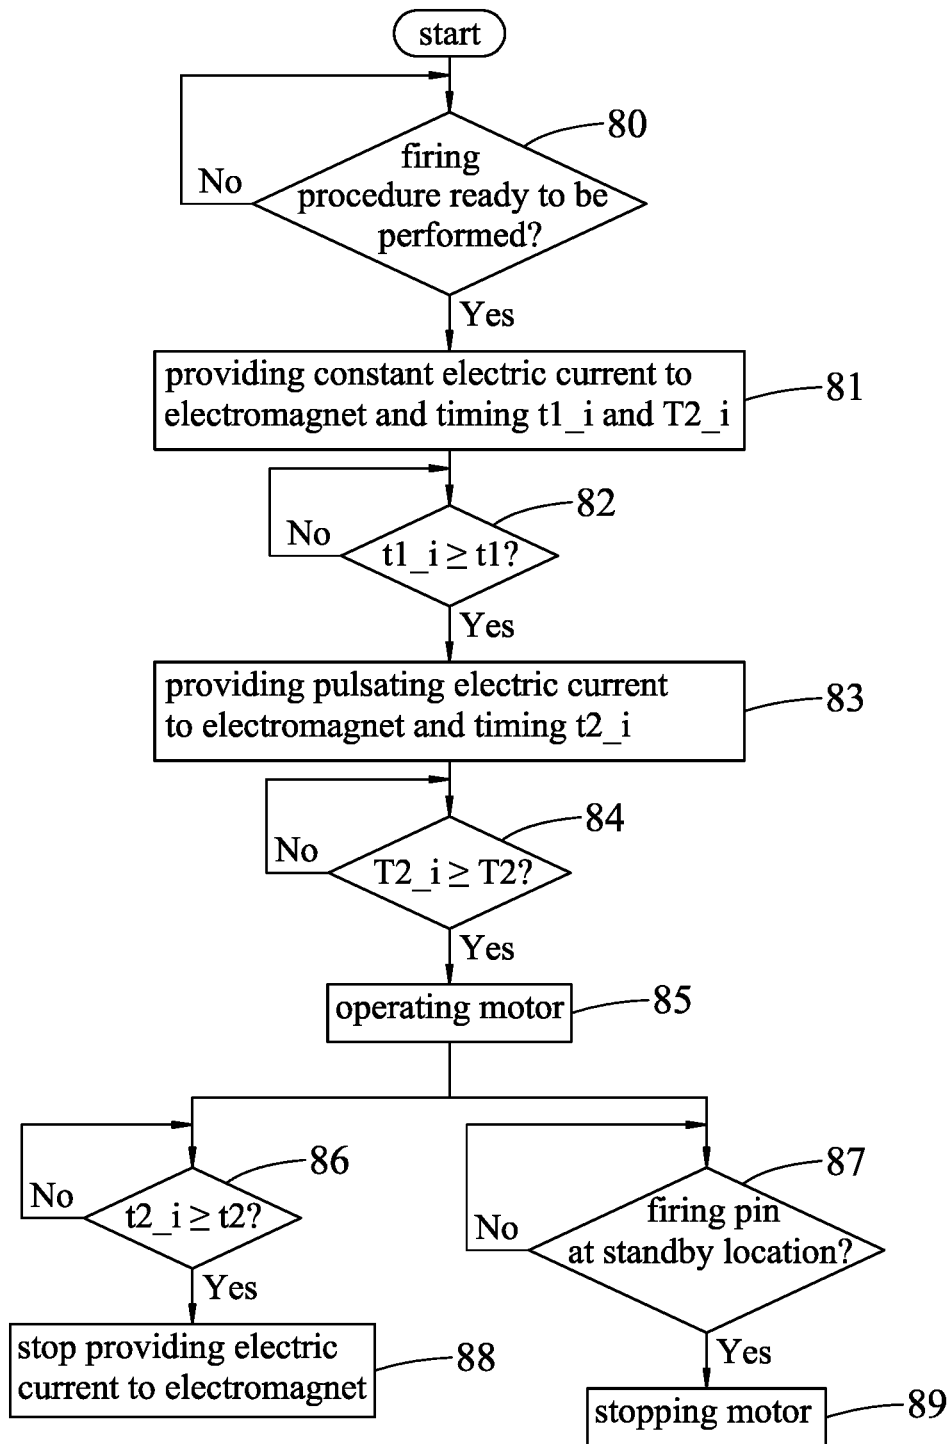 start
80
firing
procedure ready to be
performed?
No
Yes
providing constant electric current to
electromagnet and timing t1_i and T2_i
81
82
No
t1_i ≥ t1?
Yes
providing pulsating electric current
to electromagnet and timing t2_i
83
84
No
T2_i ≥ T2?
Yes
operating motor
85
86
No
t2_i ≥ t2?
Yes
stop providing electric
current to electromagnet
88
87
No
firing pin
at standby location?
Yes
stopping motor
89